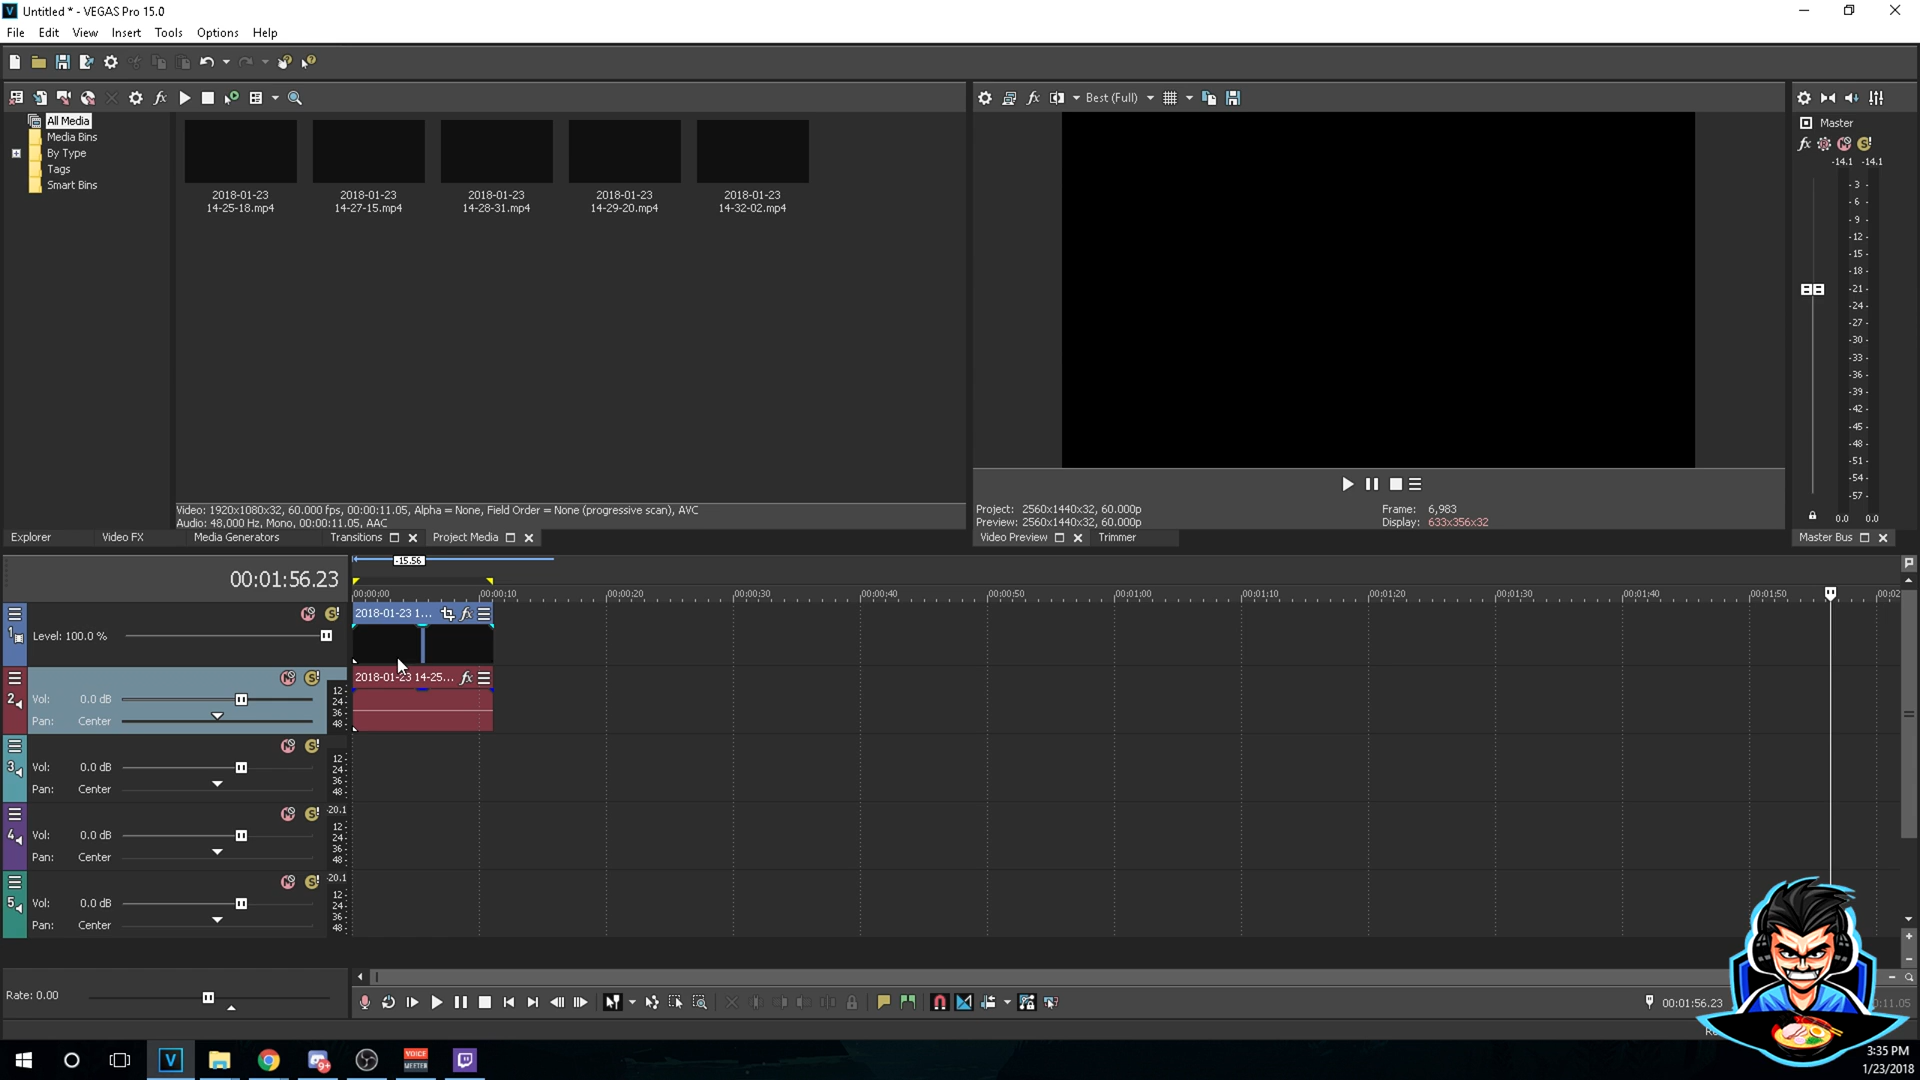 Untitled * - VEGAS Pro 15.0
File Edit View Insert Tools Options Help
All Media
Media Bins
By Type
Tags
Smart Bins
2018-01-23
14-25-18.mp4
2018-01-23
14-27-15.mp4
2018-01-23
14-28-31.mp4
2018-01-23
14-29-20.mp4
2018-01-23
14-32-02.mp4
Video: 1920x1080x32, 60.000 fps, 00:00:11.05, Alpha = None, Field Order = None (progressive scan), AVC
Audio: 48,000 Hz, Mono, 00:00:11.05, AAC
Explorer Video FX Media Generators Transitions Project Media
Best (Full)
Project: 2560x1440x32, 60.000p
Preview: 2560x1440x32, 60.000p
Frame: 6,983
Display: 633x356x32
Video Preview Trimmer
Master
-14.1 -14.1
-3
-6
-9
-12
-15
-18
-21
-24
-27
-30
-33
-36
-39
-42
-45
-48
-51
-54
-57
0.0 0.0
Master Bus
-15.56
00:01:56.23
00:00:00 00:00:10 00:00:20 00:00:30 00:00:40 00:00:50 00:01:00 00:01:10 00:01:20 00:01:30 00:01:40 00:01:50 00:02
1
Level: 100.0 %
2018-01-23 1...
2
Vol: 0.0 dB
Pan: Center
12
24
36
48
2018-01-23 14-25...
3
Vol: 0.0 dB
Pan: Center
12
24
36
48
4
Vol: 0.0 dB
Pan: Center
-20.1
12
24
36
48
5
Vol: 0.0 dB
Pan: Center
-20.1
12
24
36
48
Rate: 0.00
00:01:56.23
0:11.05
VOICE
MEETER
9+
3:35 PM
1/23/2018